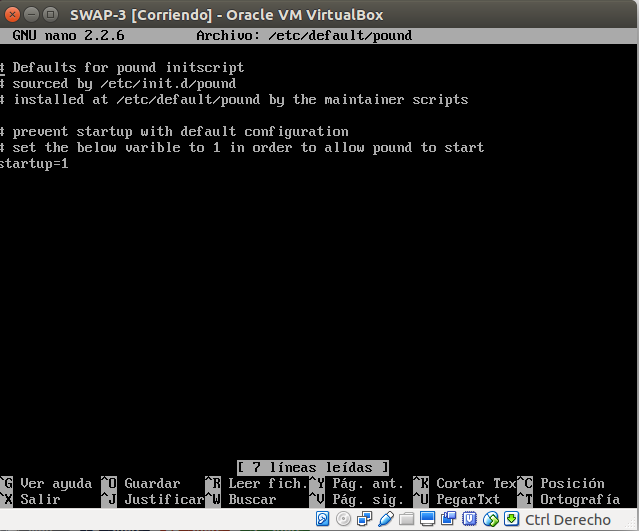 SWAP-3 [Corriendo] - Oracle VM VirtualBox
GNU nano 2.2.6 Archivo: /etc/default/pound
# Defaults for pound initscript
# sourced by /etc/init.d/pound
# installed at /etc/default/pound by the maintainer scripts
# prevent startup with default configuration
# set the below varible to 1 in order to allow pound to start
startup=1
[ 7 líneas leídas ]
^G Ver ayuda ^O Guardar ^R Leer fich. ^Y Pág. ant. ^K Cortar Tex ^C Posición
^X Salir ^J Justificar ^W Buscar ^V Pág. sig. ^U PegarTxt ^T Ortografía
Ctrl Derecho